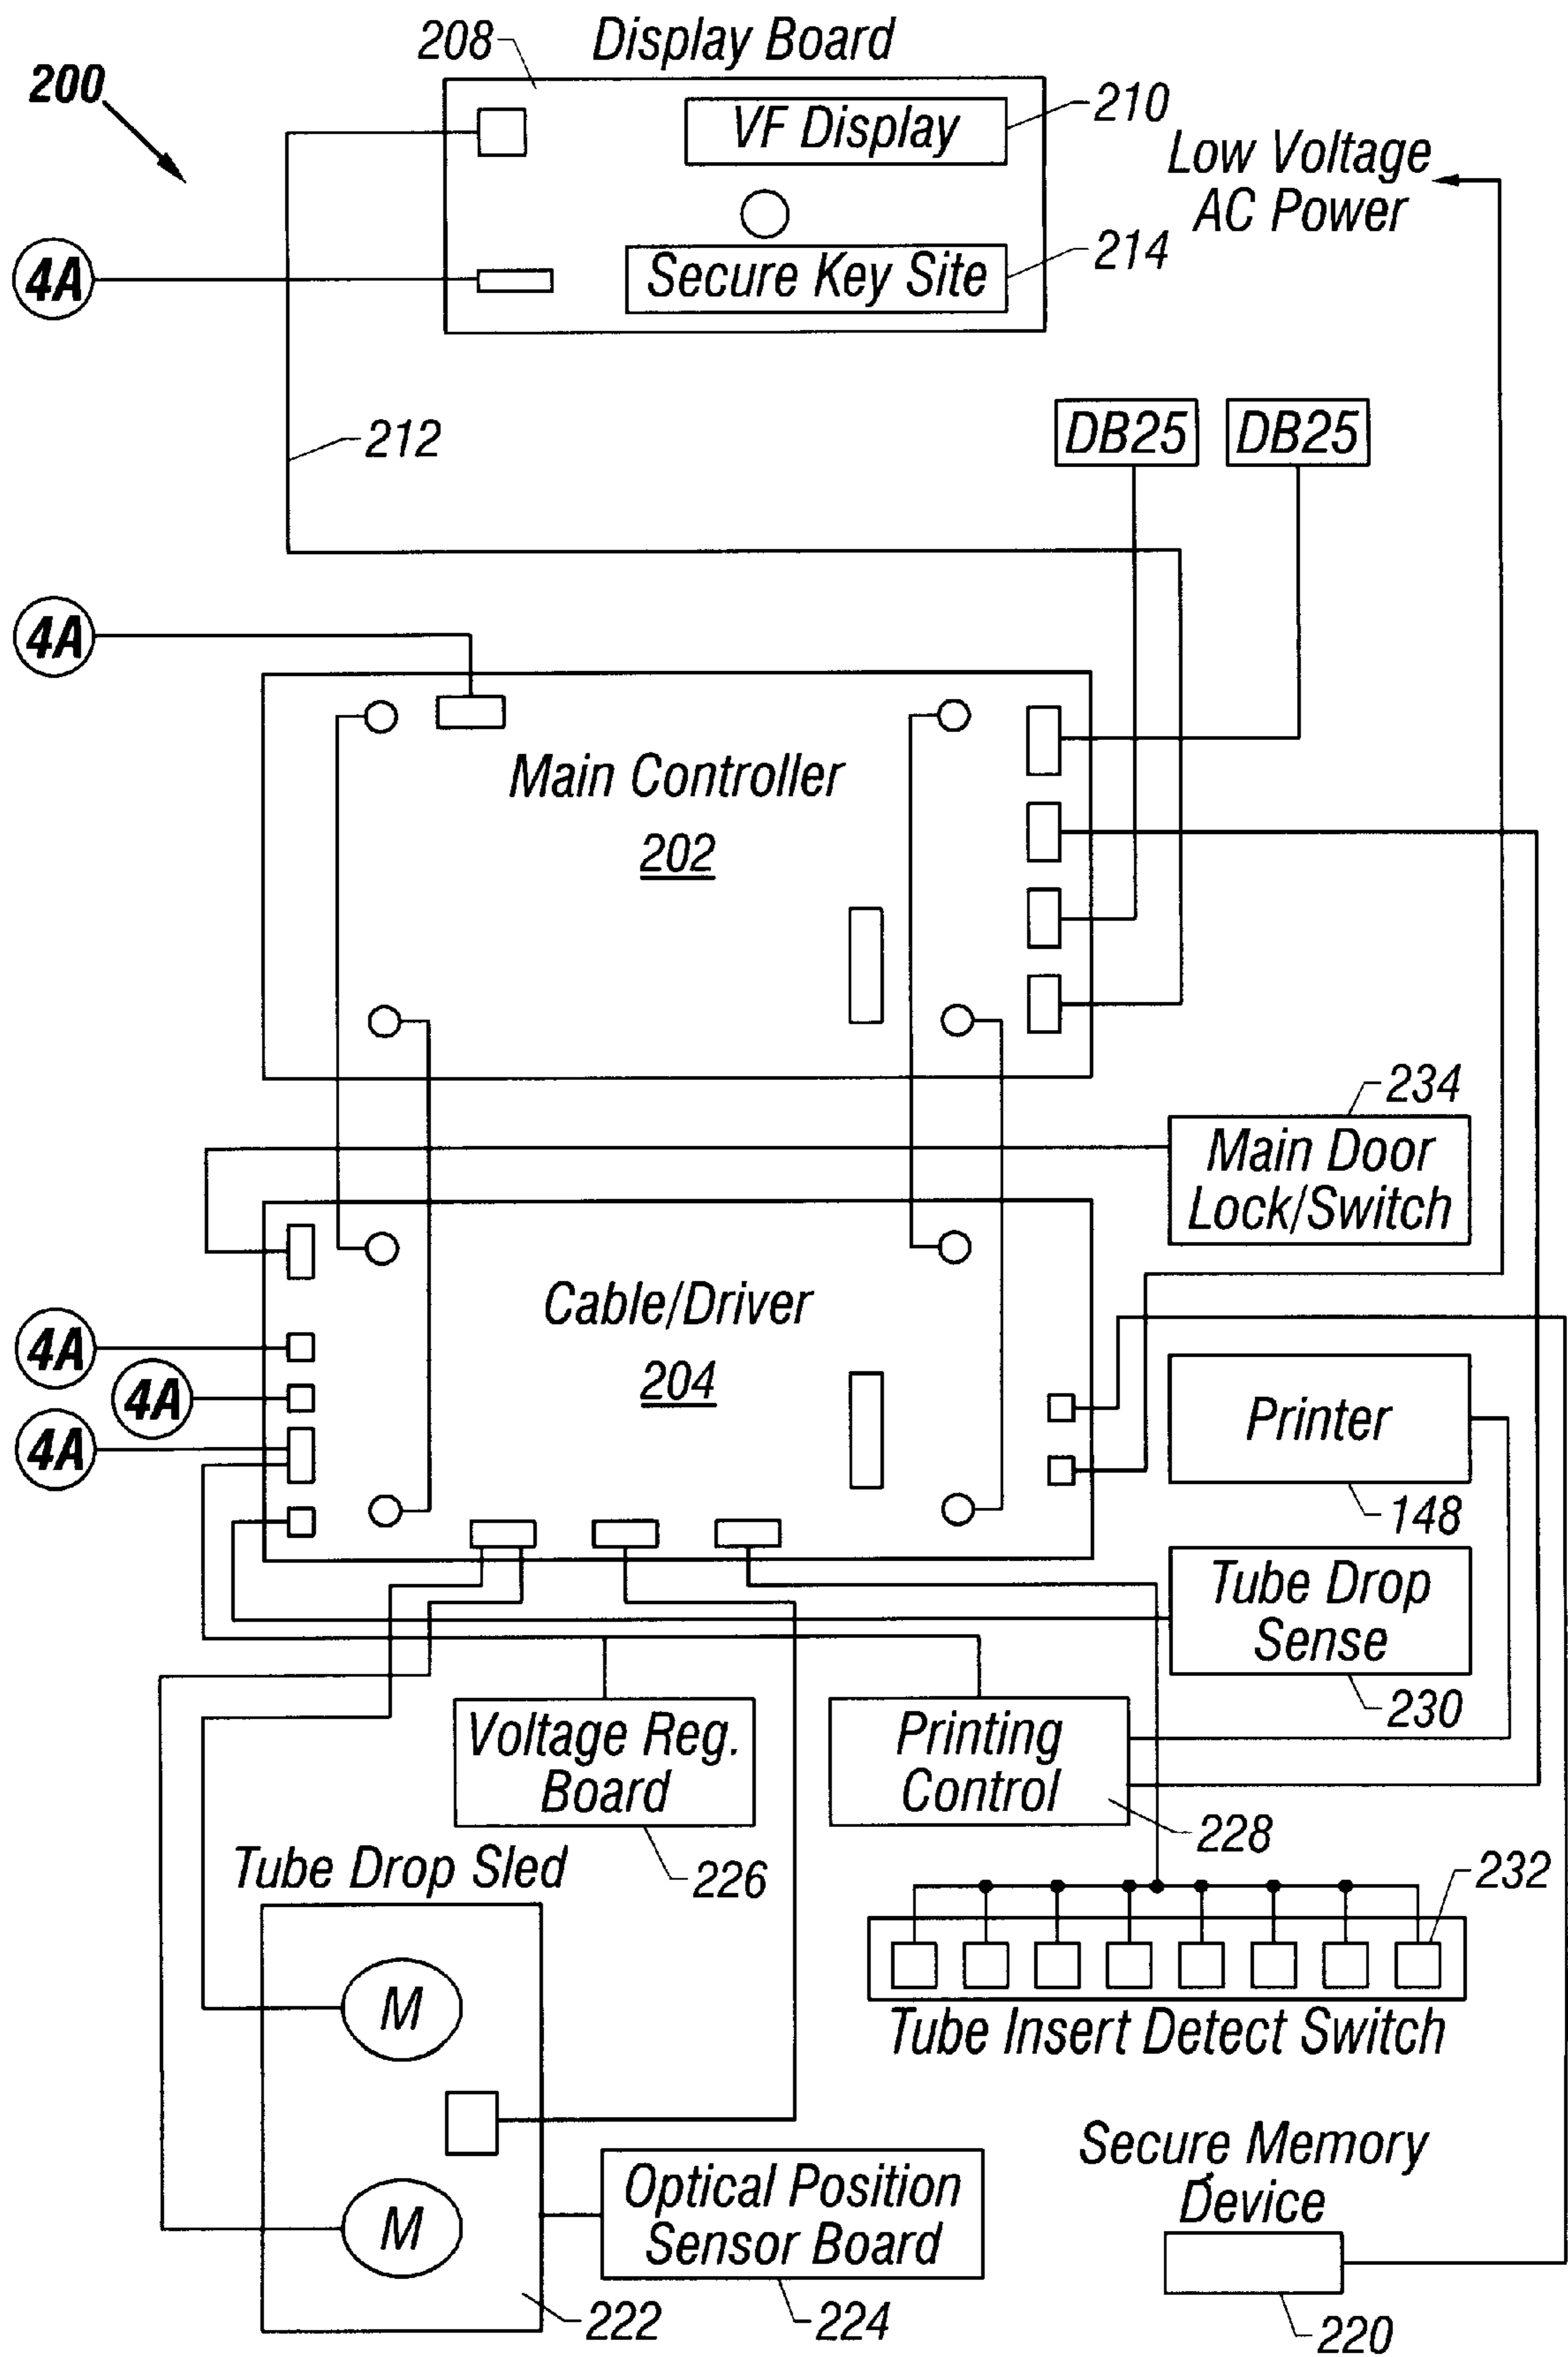 200
208
Display Board
VF Display
210
Low Voltage
AC Power
4A
Secure Key Site
214
212
DB25
DB25
4A
Main Controller
202
234
Main Door
Lock/Switch
Cable/Driver
204
4A
4A
4A
Printer
148
Tube Drop
Sense
230
Voltage Reg.
Board
226
Printing
Control
228
Tube Drop Sled
232
M
Tube Insert Detect Switch
M
Optical Position
Sensor Board
222
224
Secure Memory
Device
220